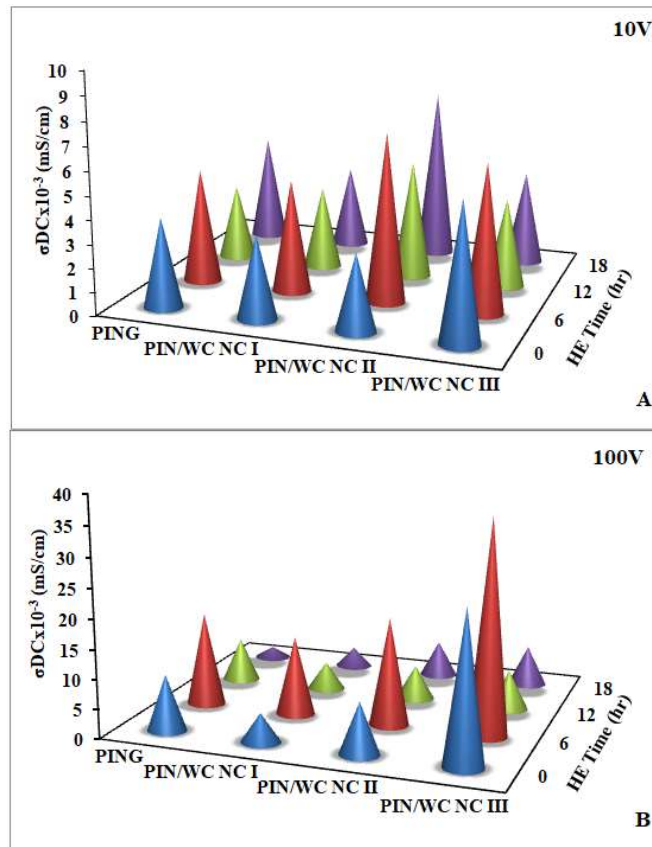 10V
10
9
8
7
6
5
4
3
2
1
0
σDCx10⁻³ (mS/cm)
PING
PIN/WC NC I
PIN/WC NC II
PIN/WC NC III
0
6
12
18
HE Time (hr)
A
100V
40
35
30
25
20
15
10
5
0
σDCx10⁻³ (mS/cm)
PING
PIN/WC NC I
PIN/WC NC II
PIN/WC NC III
0
6
12
18
HE Time (hr)
B